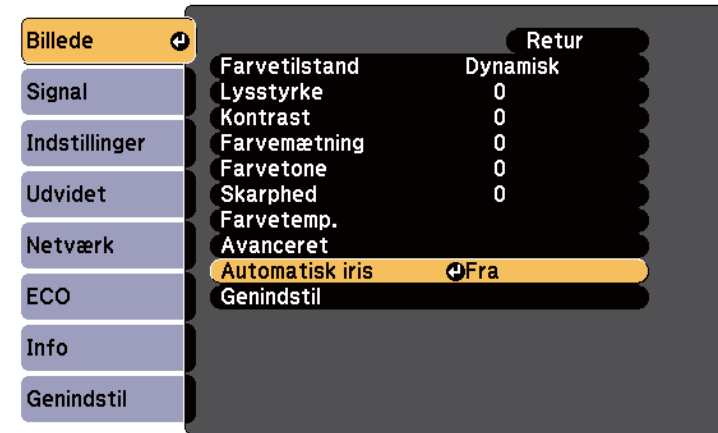 Billede
Signal
Indstillinger
Udvidet
Netværk
ECO
Info
Genindstil
Retur
Farvetilstand Dynamisk
Lysstyrke 0
Kontrast 0
Farvemætning 0
Farvetone 0
Skarphed 0
Farvetemp.
Avanceret
Automatisk iris Fra
Genindstil